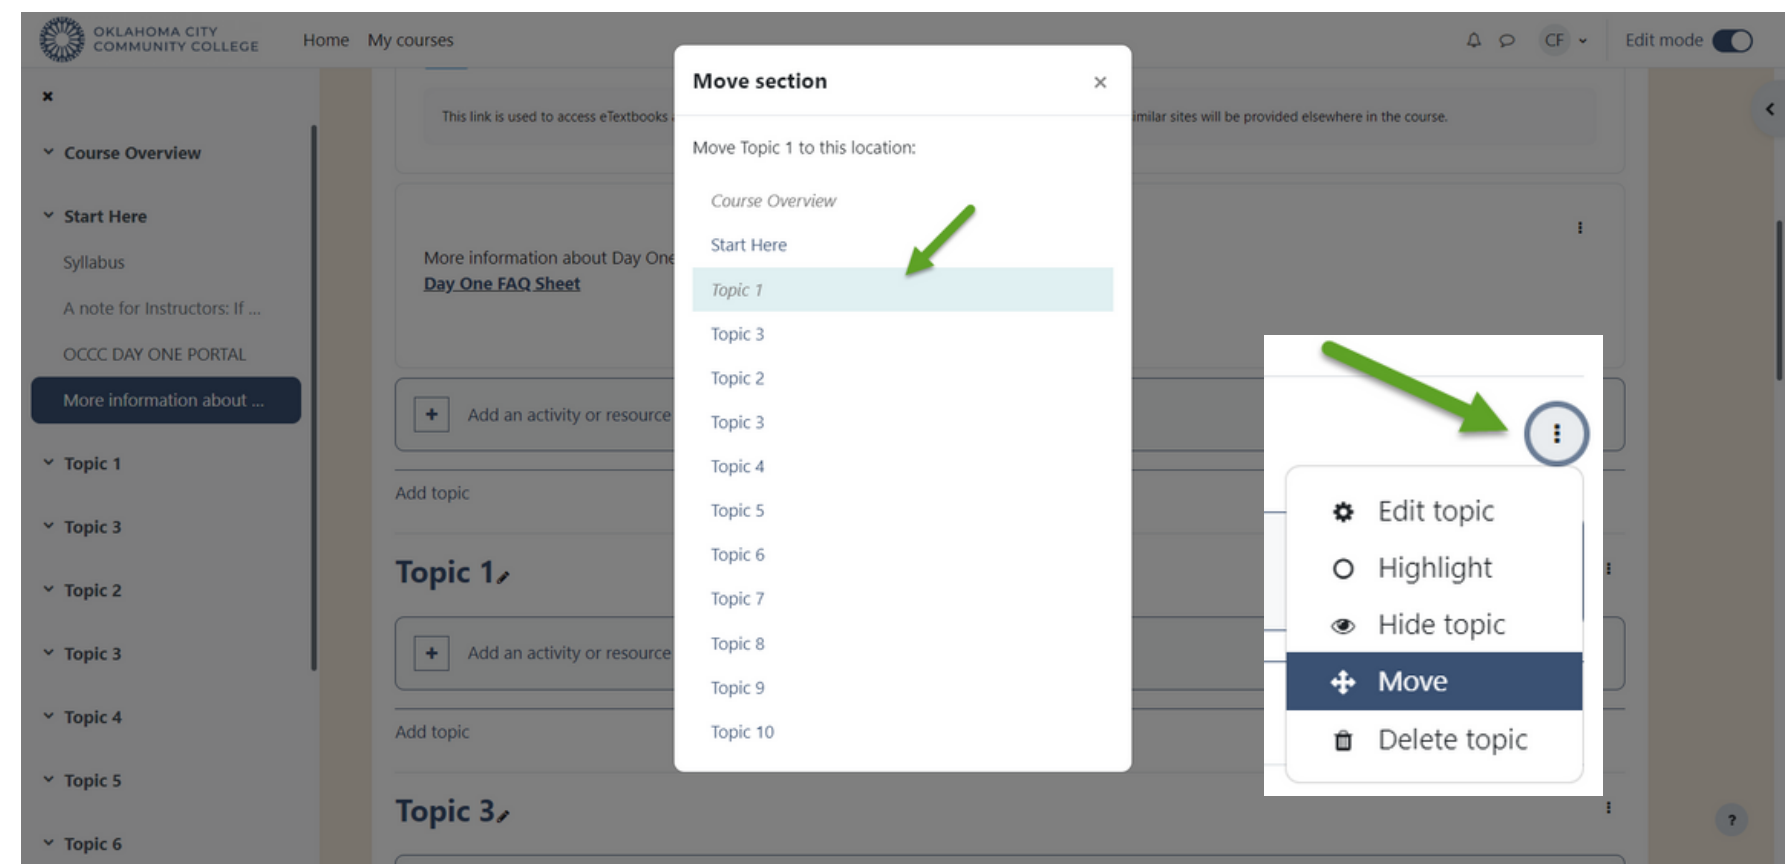 OKLAHOMA CITY
COMMUNITY COLLEGE
Home My courses
CF
Edit mode
Course Overview
Start Here
Syllabus
A note for Instructors: If ...
OCCC DAY ONE PORTAL
More information about ...
Topic 1
Topic 3
Topic 2
Topic 3
Topic 4
Topic 5
Topic 6
This link is used to access eTextbooks
imilar sites will be provided elsewhere in the course.
More information about Day One
Day One FAQ Sheet
+ Add an activity or resource
Add topic
Topic 1
+ Add an activity or resource
Add topic
Topic 3
Move section ×
Move Topic 1 to this location:
Course Overview
Start Here
Topic 1
Topic 3
Topic 2
Topic 3
Topic 4
Topic 5
Topic 6
Topic 7
Topic 8
Topic 9
Topic 10
Edit topic
Highlight
Hide topic
Move
Delete topic
?